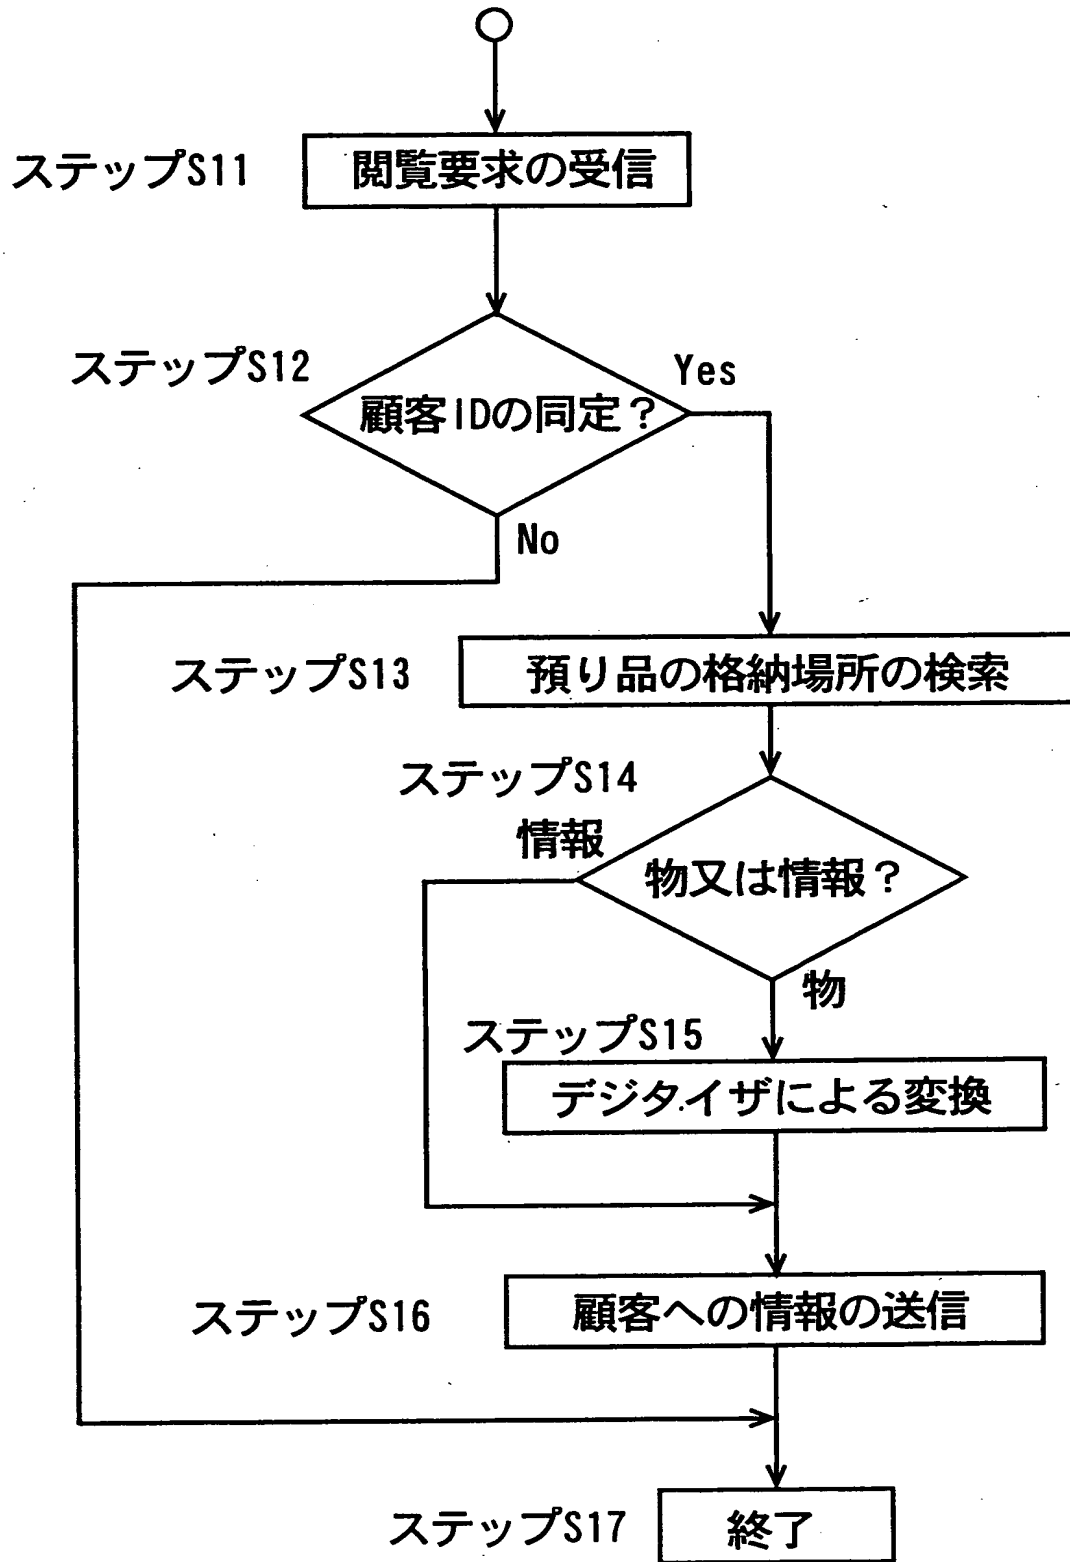 ステップS11
閲覧要求の受信
ステップS12
Yes
顧客IDの同定？
No
ステップS13
預り品の格納場所の検索
ステップS14
情報
物又は情報？
物
ステップS15
デジタイザによる変換
ステップS16
顧客への情報の送信
ステップS17
終了